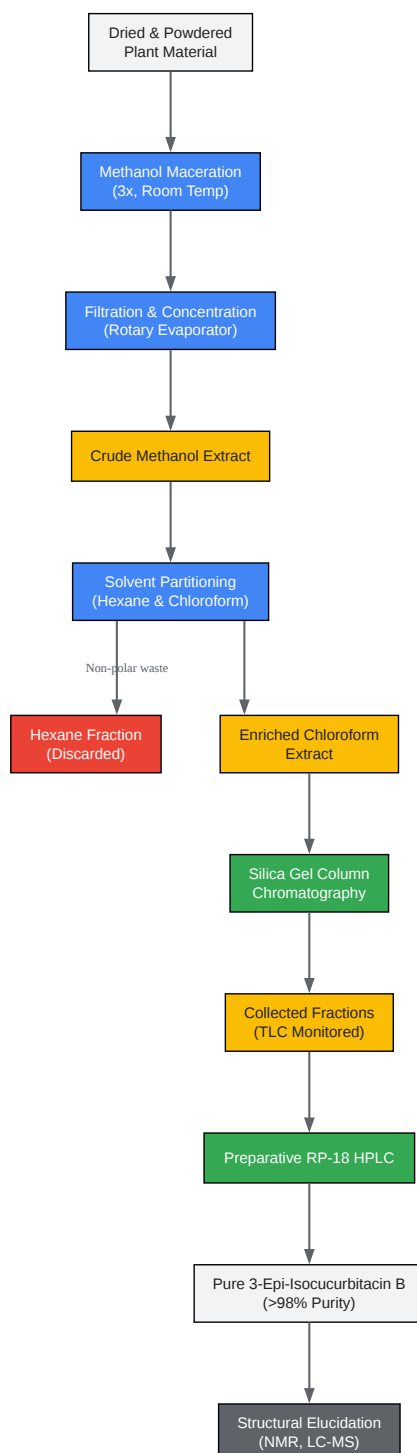 Dried & Powdered
Plant Material
Methanol Maceration
(3x, Room Temp)
Filtration & Concentration
(Rotary Evaporator)
Crude Methanol Extract
Solvent Partitioning
(Hexane & Chloroform)
Non-polar waste
Hexane Fraction
(Discarded)
Enriched Chloroform
Extract
Silica Gel Column
Chromatography
Collected Fractions
(TLC Monitored)
Preparative RP-18 HPLC
Pure 3-Epi-Isocucurbitacin B
(>98% Purity)
Structural Elucidation
(NMR, LC-MS)